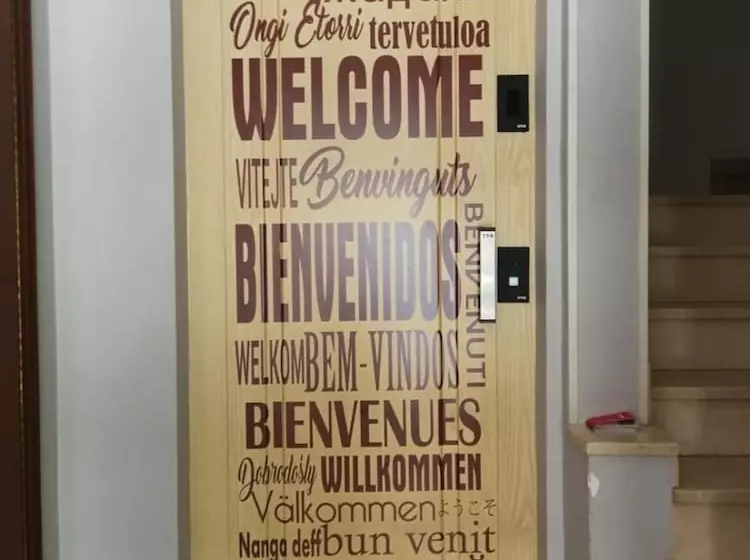 Ongi Etorri tervetuloa
WELCOME
VITEJTE Benvinguts
BIENVENIDOS
BENVENUTI
WELKOM BEM-VINDOS
BIENVENUES
Dobrodošly WILLKOMMEN
Välkommen ようこそ
Nanga deff bun venit